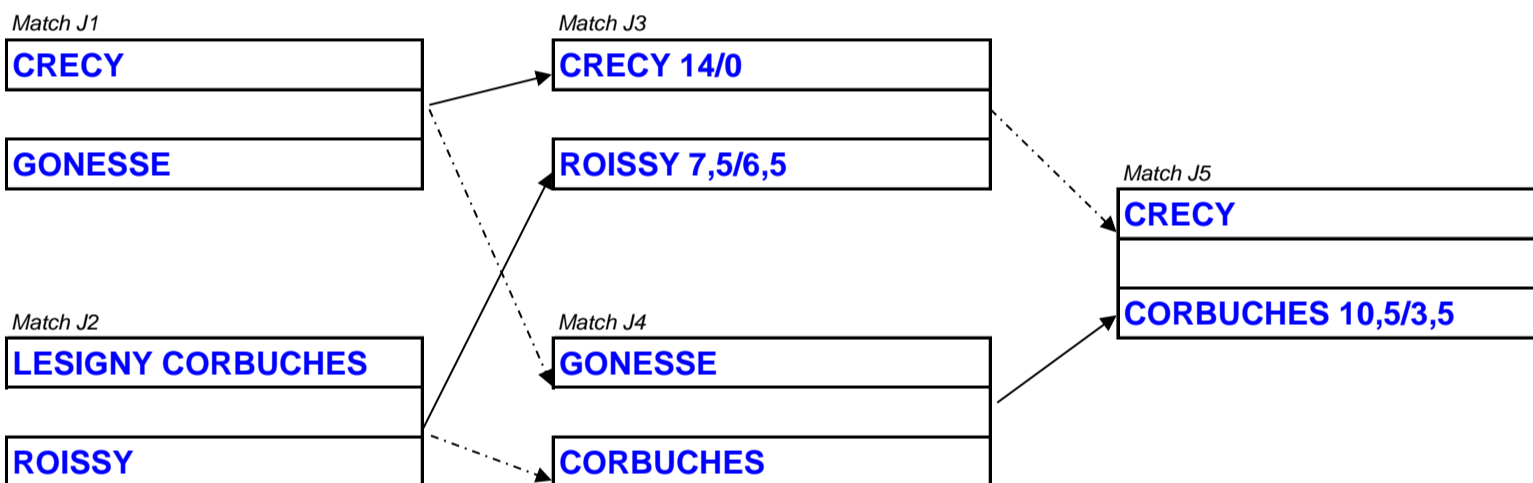 Match J1
CRECY
GONESSE
Match J2
LESIGNY CORBUCHES
ROISSY
Match J3
CRECY 14/0
ROISSY 7,5/6,5
Match J4
GONESSE
CORBUCHES
Match J5
CRECY
CORBUCHES 10,5/3,5